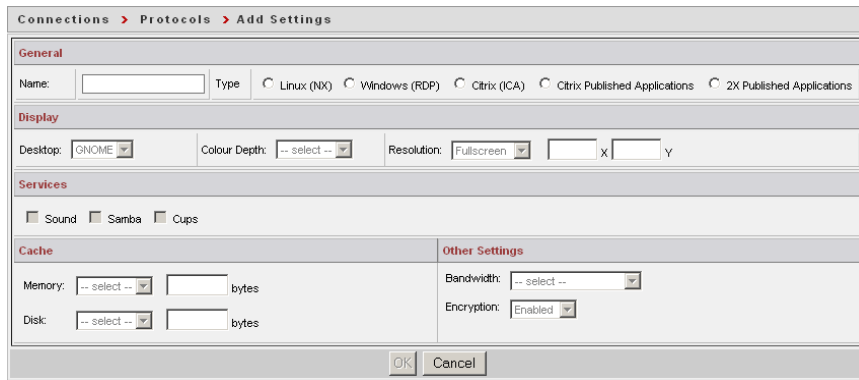 Connections > Protocols > Add Settings
General
Name: Type Linux (NX) Windows (RDP) Citrix (ICA) Citrix Published Applications 2X Published Applications
Display
Desktop: GNOME Colour Depth: -- select -- Resolution: Fullscreen X Y
Services
Sound Samba Cups
Cache
Memory: -- select -- bytes
Disk: -- select -- bytes
Other Settings
Bandwidth: -- select --
Encryption: Enabled
OK Cancel